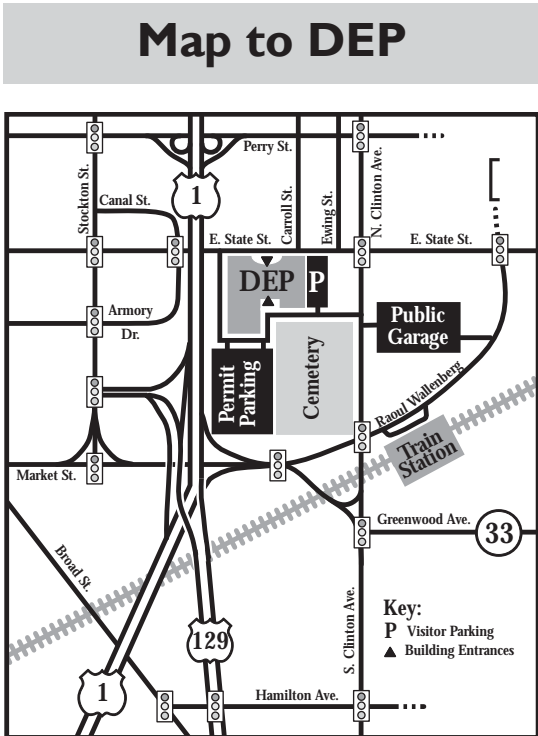 Map to DEP
Perry St.
Stockton St.
Canal St.
1
Carroll St.
Ewing St.
N. Clinton Ave.
E. State St.
E. State St.
DEP
P
Armory
Dr.
Public
Garage
Permit
Parking
Cemetery
Raoul Wallenberg
Train
Station
Market St.
Greenwood Ave.
33
Broad St.
S. Clinton Ave.
Key:
P Visitor Parking
Building Entrances
129
1
Hamilton Ave.